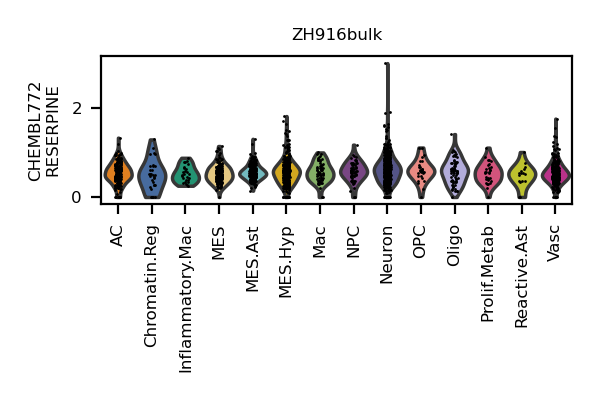 ZH916bulk
CHEMBL772
RESERPINE
2
0
AC
Chromatin.Reg
Inflammatory.Mac
MES
MES.Ast
MES.Hyp
Mac
NPC
Neuron
OPC
Oligo
Prolif.Metab
Reactive.Ast
Vasc